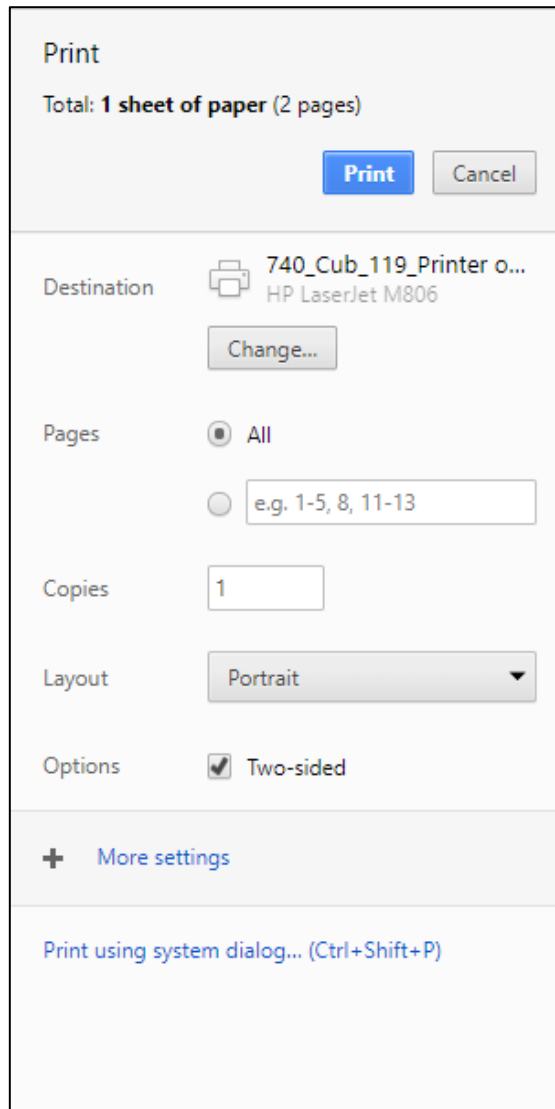 Print
Total: 1 sheet of paper (2 pages)
Print Cancel
Destination 740_Cub_119_Printer o...
HP LaserJet M806
Change...
Pages All
e.g. 1-5, 8, 11-13
Copies 1
Layout Portrait
Options Two-sided
+ More settings
Print using system dialog... (Ctrl+Shift+P)